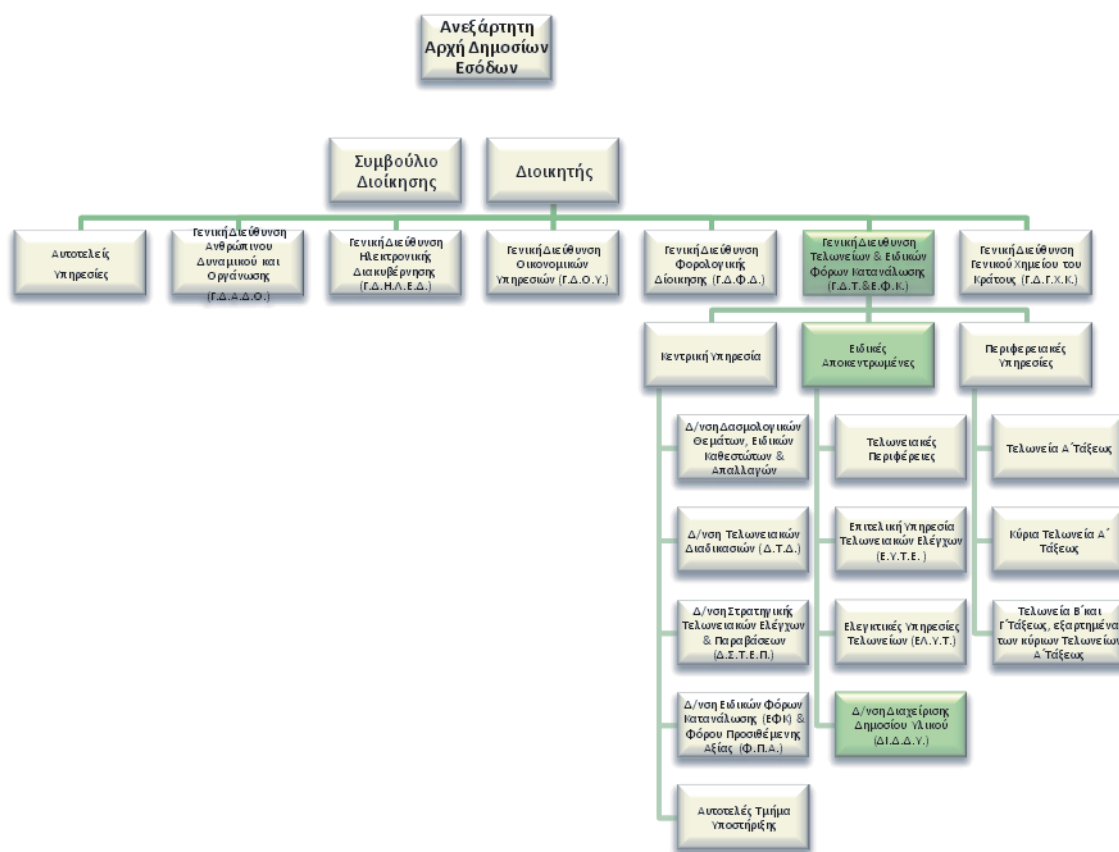 Ανεξάρτητη
Αρχή Δημοσίων
Εσόδων
Συμβούλιο
Διοίκησης
Διοικητής
Αυτοτελείς
Υπηρεσίες
Γενική Διεύθυνση
Ανθρώπινου
Δυναμικού και
Οργάνωσης
(Γ.Δ.Α.Δ.Ο.)
Γενική Διεύθυνση
Ηλεκτρονικής
Διακυβέρνησης
(Γ.Δ.Η.Λ.Ε.Δ.)
Γενική Διεύθυνση
Οικονομικών
Υπηρεσιών (Γ.Δ.Ο.Υ.)
Γενική Διεύθυνση
Φορολογικής
Διοίκησης (Γ.Δ.Φ.Δ.)
Γενική Διευθυνση
Τελωνείων & Ειδικών
Φόρων Κατανάλωσης
(Γ.Δ.Τ.&Ε.Φ.Κ.)
Γενική Διεύθυνση
Γενικού Χημείου του
Κράτους (Γ.Δ.Γ.Χ.Κ.)
Κεντρική Υπηρεσία
Ειδικές
Αποκεντρωμένες
Περιφερειακές
Υπηρεσίες
Δ/νση Δασμολογικών
Θεμάτων, Ειδικών
Καθεστώτων &
Απαλλαγών
Δ/νση Τελωνειακών
Διαδικασιών (Δ.Τ.Δ.)
Δ/νση Στρατηγικής
Τελωνειακών Ελέγχων
& Παραβάσεων
(Δ.Σ.Τ.Ε.Π.)
Δ/νση Ειδικών Φόρων
Κατανάλωσης (ΕΦΚ) &
Φόρου Προσιθέμενης
Αξίας (Φ.Π.Α.)
Αυτοτελές Τμήμα
Υποστήριξης
Τελωνειακές
Περιφέρειες
Επιτελική Υπηρεσία
Τελωνειακών Ελέγχων
(Ε.Υ.Τ.Ε. )
Ελεγκτικές Υπηρεσίες
Τελωνείων (ΕΛ.Υ.Τ.)
Δ/νση Διαχείρισης
Δημοσίου Υλικού
(ΔΙ.Δ.Δ.Υ.)
Τελωνεία Α΄Τάξεως
Κύρια Τελωνεία Α΄
Τάξεως
Τελωνεία Β΄και
Γ΄Τάξεως, εξαρτημένα
των κύριων Τελωνείων
Α΄Τάξεως